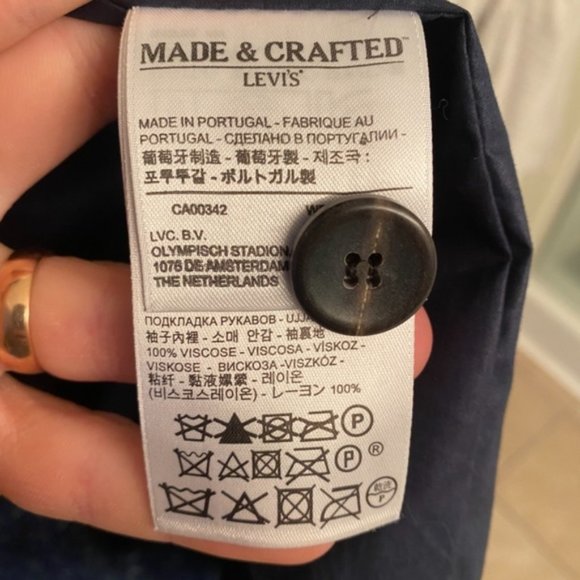 MADE & CRAFTED
LEVI'S®
MADE IN PORTUGAL - FABRIQUE AU
PORTUGAL - СДЕЛАНО В ПОРТУГАЛИИ -
葡萄牙制造 - 葡萄牙製 - 제조국 :
포루투갈 - ポルトガル製
CA00342
LVC. B.V.
OLYMPISCH STADION
1076 DE AMSTERDAM
THE NETHERLANDS
ПОДКЛАДКА РУКАВОВ -
袖子內裡 - 소매 안감 - 袖裏地
100% VISCOSE - VISCOSA - VISKOZ -
VISKOSE - ВИСКОЗА - VISZKÓZ -
粘纤 - 黏液嫘縈 - 레이온
(비스코스레이온) - レーヨン 100%
P
P ®
P